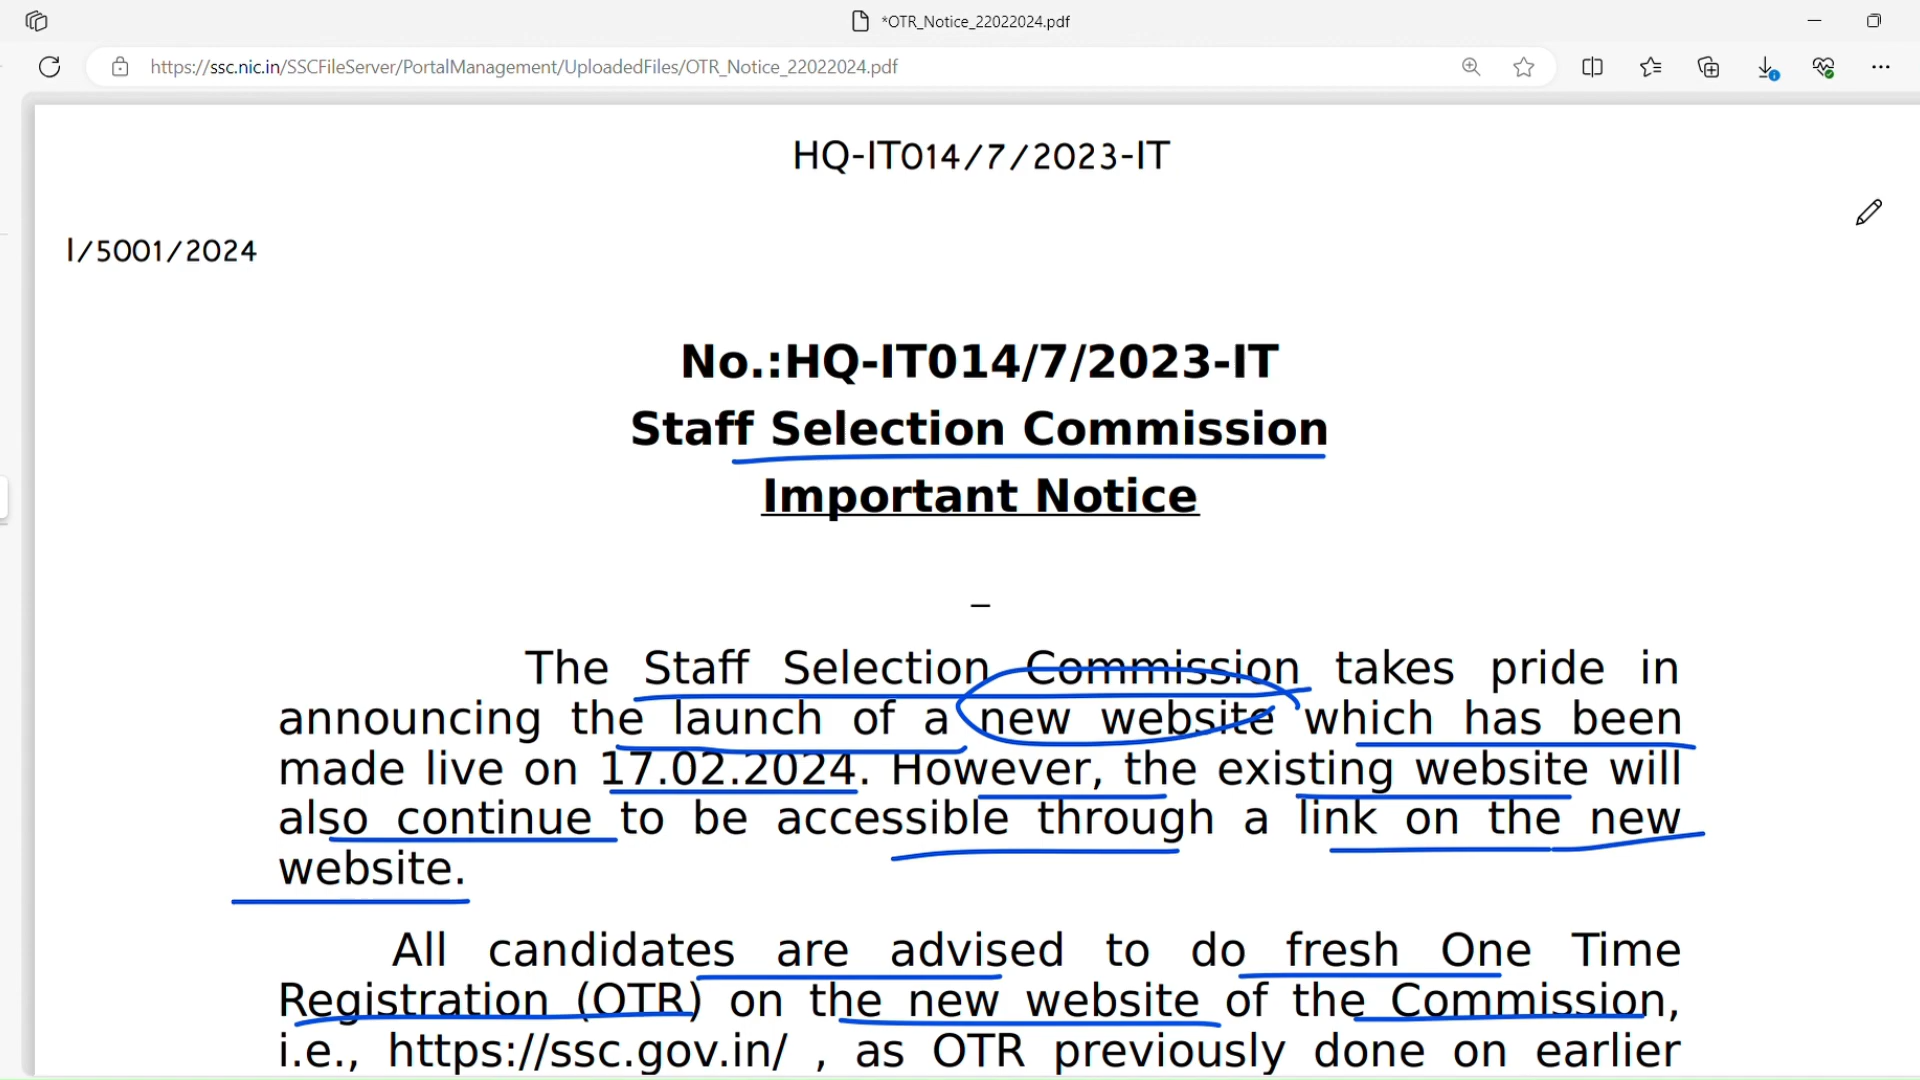 *OTR_Notice_22022024.pdf
https://ssc.nic.in/SSCFileServer/PortalManagement/UploadedFiles/OTR_Notice_22022024.pdf
HQ-IT014/7/2023-IT
I/5001/2024
No.:HQ-IT014/7/2023-IT
Staff Selection Commission
Important Notice
_
The Staff Selection Commission takes pride in
announcing the launch of a new website which has been
made live on 17.02.2024. However, the existing website will
also continue to be accessible through a link on the new
website.
All candidates are advised to do fresh One Time
Registration (OTR) on the new website of the Commission,
i.e., https://ssc.gov.in/ , as OTR previously done on earlier